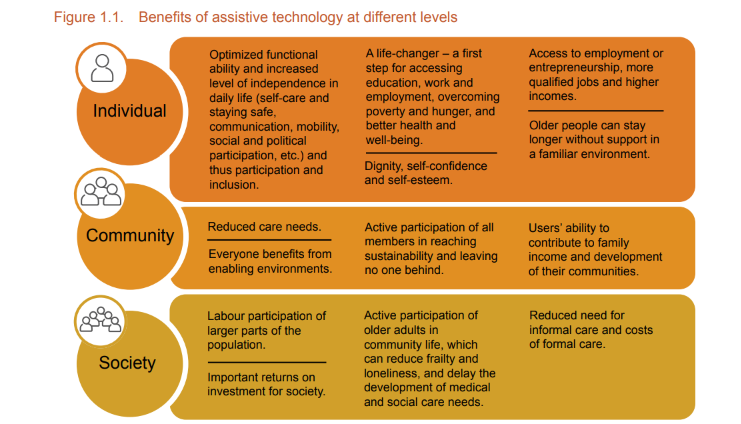 Figure 1.1. Benefits of assistive technology at different levels
Individual
Optimized functional
ability and increased
level of independence in
daily life (self-care and
staying safe,
communication, mobility,
social and political
participation, etc.) and
thus participation and
inclusion.
A life-changer – a first
step for accessing
education, work and
employment, overcoming
poverty and hunger, and
better health and
well-being.
Dignity, self-confidence
and self-esteem.
Access to employment or
entrepreneurship, more
qualified jobs and higher
incomes.
Older people can stay
longer without support in
a familiar environment.
Community
Reduced care needs.
Everyone benefits from
enabling environments.
Active participation of all
members in reaching
sustainability and leaving
no one behind.
Users’ ability to
contribute to family
income and development
of their communities.
Society
Labour participation of
larger parts of the
population.
Important returns on
investment for society.
Active participation of
older adults in
community life, which
can reduce frailty and
loneliness, and delay the
development of medical
and social care needs.
Reduced need for
informal care and costs
of formal care.